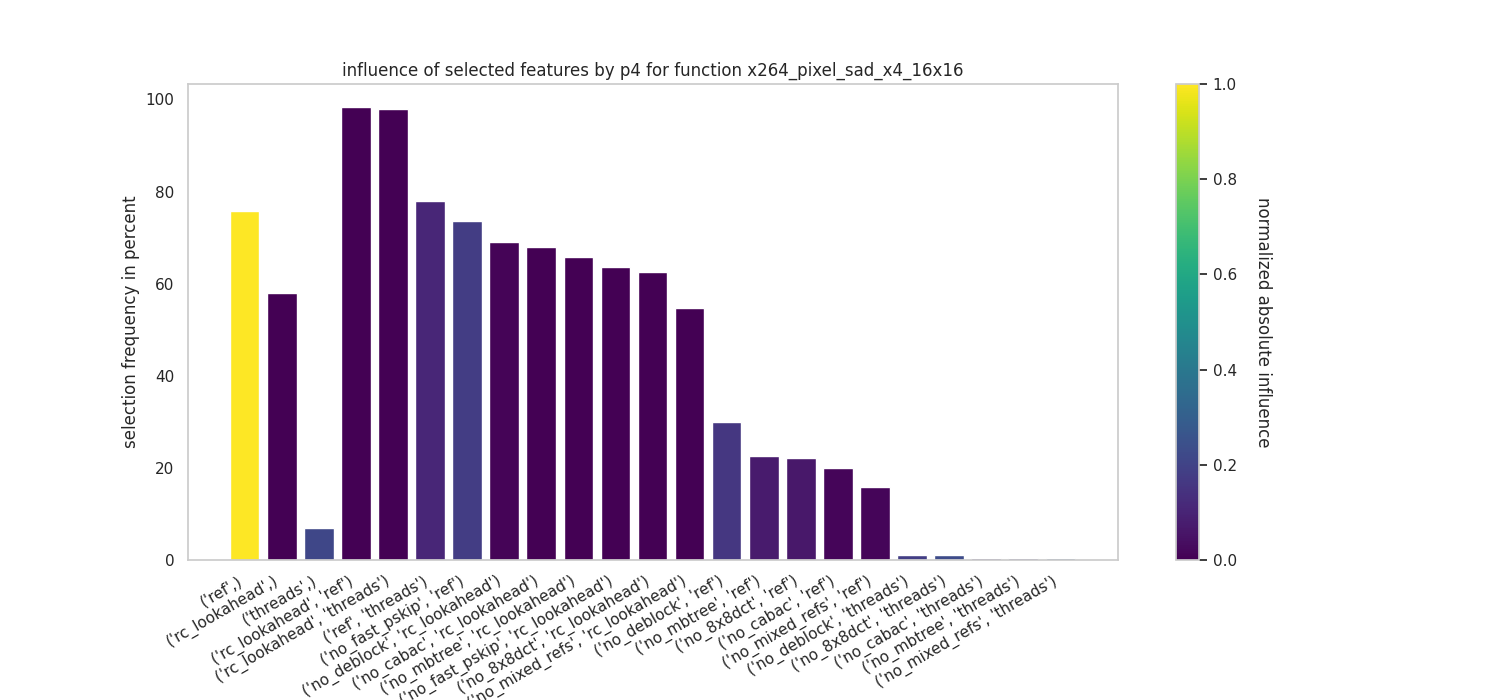 influence of selected features by p4 for function x264_pixel_sad_x4_16x16
selection frequency in percent
100
80
60
40
20
0
('ref',)
('rc_lookahead',)
('threads',)
('rc_lookahead', 'ref')
('rc_lookahead', 'threads')
('ref', 'threads')
('no_fast_pskip', 'ref')
('no_deblock', 'rc_lookahead')
('no_cabac', 'rc_lookahead')
('no_mbtree', 'rc_lookahead')
('no_fast_pskip', 'rc_lookahead')
('no_8x8dct', 'rc_lookahead')
'no_mixed_refs', 'rc_lookahead')
('no_deblock', 'ref')
('no_mbtree', 'ref')
('no_8x8dct', 'ref')
('no_cabac', 'ref')
('no_mixed_refs', 'ref')
('no_deblock', 'threads')
('no_8x8dct', 'threads')
('no_cabac', 'threads')
('no_mbtree', 'threads')
('no_mixed_refs', 'threads')
1.0
0.8
0.6
0.4
0.2
0.0
normalized absolute influence